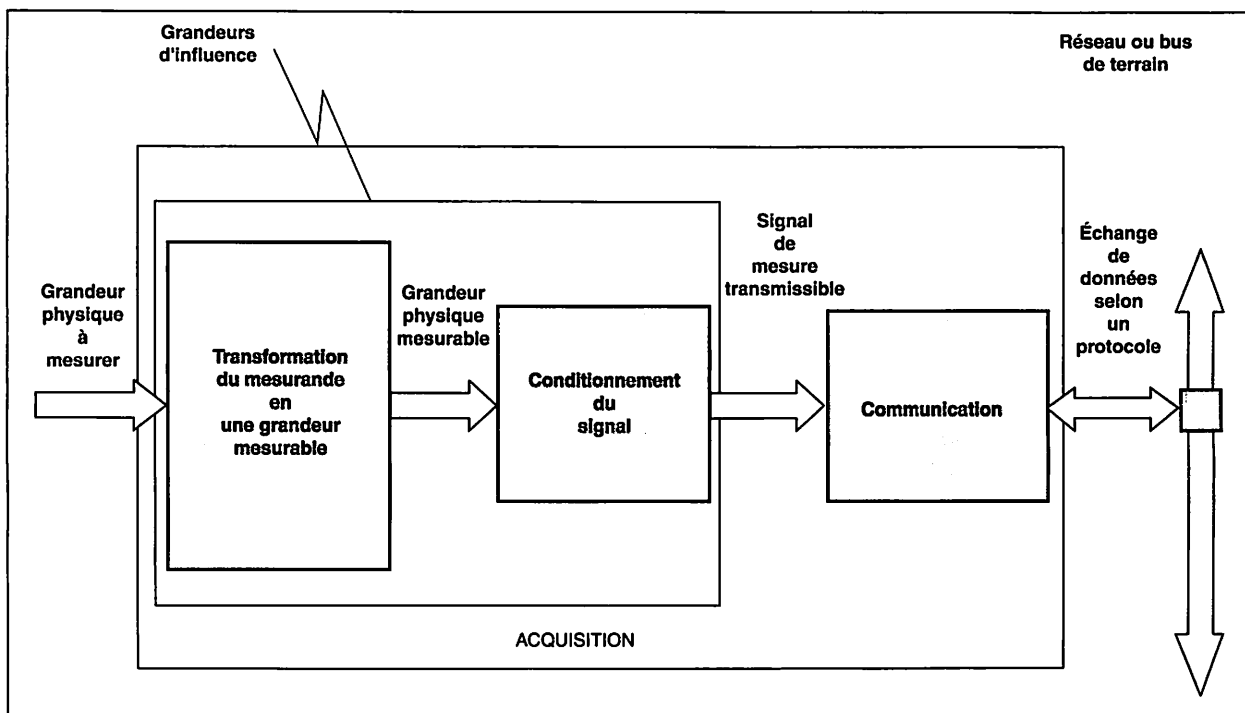 Grandeurs
d'influence
Réseau ou bus
de terrain
Grandeur
physique
à
mesurer
Transformation
du mesurande
en
une grandeur
mesurable
Grandeur
physique
mesurable
Conditionnement
du
signal
Signal
de
mesure
transmissible
Communication
Échange
de
données
selon
un
protocole
ACQUISITION